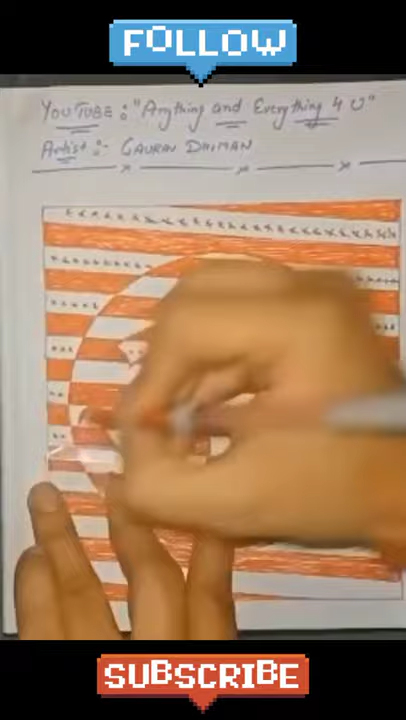 FOLLOW
YOUTUBE : "Anything and Everything 4 U"
Artist :- GAURAV DHIMAN
SUBSCRIBE